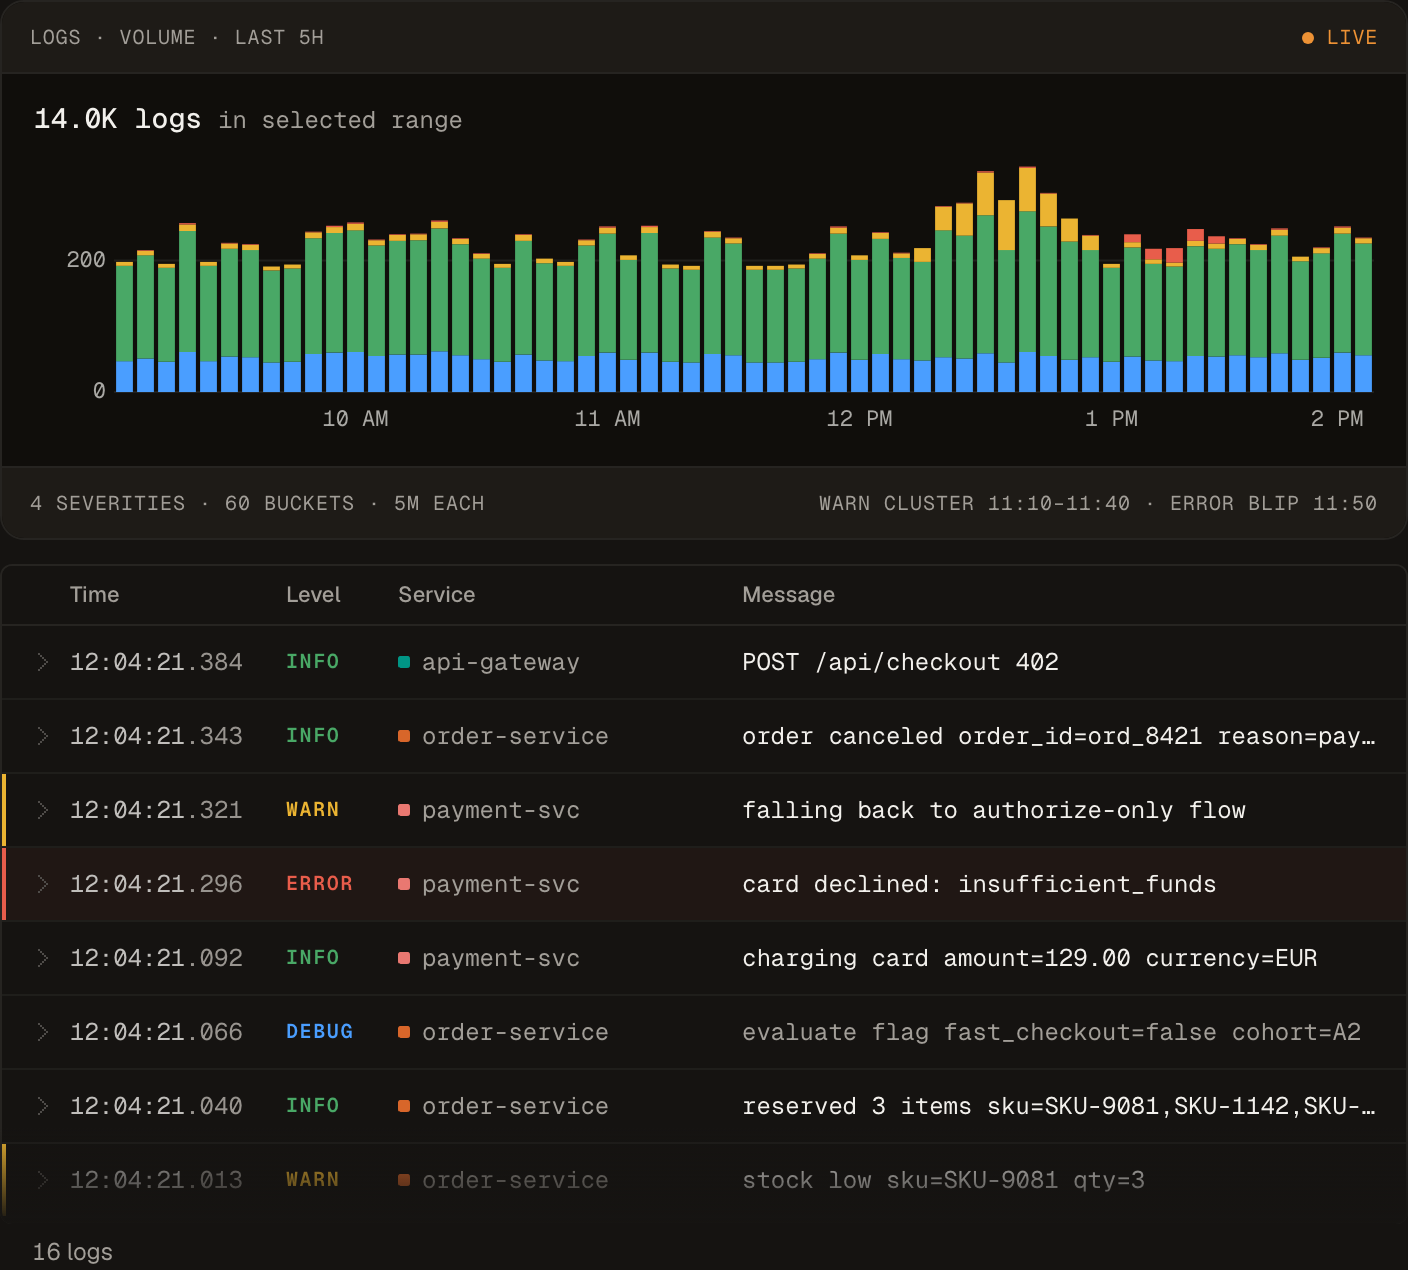 LOGS · VOLUME · LAST 5H
LIVE
14.0K logs in selected range
200
0
10 AM 11 AM 12 PM 1 PM 2 PM
4 SEVERITIES · 60 BUCKETS · 5M EACH
WARN CLUSTER 11:10–11:40 · ERROR BLIP 11:50
Time Level Service Message
12:04:21.384 INFO api-gateway POST /api/checkout 402
12:04:21.343 INFO order-service order canceled order_id=ord_8421 reason=pay…
12:04:21.321 WARN payment-svc falling back to authorize-only flow
12:04:21.296 ERROR payment-svc card declined: insufficient_funds
12:04:21.092 INFO payment-svc charging card amount=129.00 currency=EUR
12:04:21.066 DEBUG order-service evaluate flag fast_checkout=false cohort=A2
12:04:21.040 INFO order-service reserved 3 items sku=SKU-9081,SKU-1142,SKU-…
12:04:21.013 WARN order-service stock low sku=SKU-9081 qty=3
16 logs